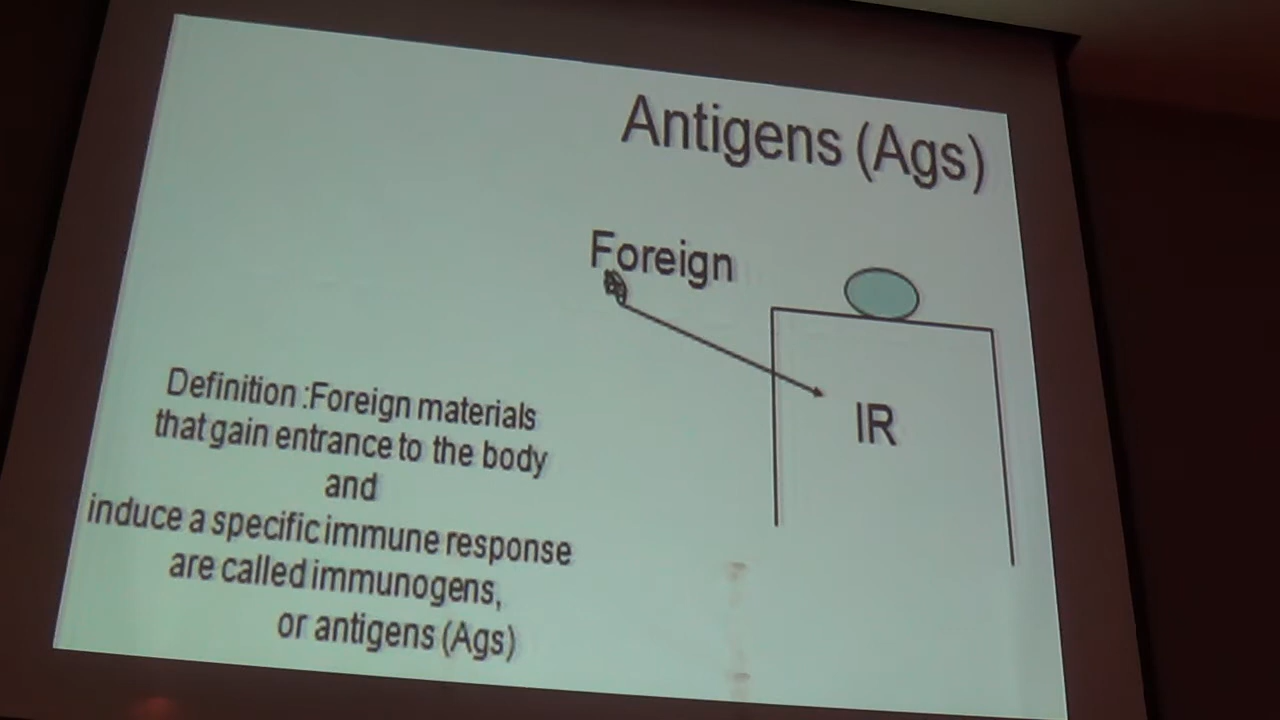 Antigens (Ags)
Foreign
IR
Definition :Foreign materials
that gain entrance to the body
and
induce a specific immune response
are called immunogens,
or antigens (Ags)